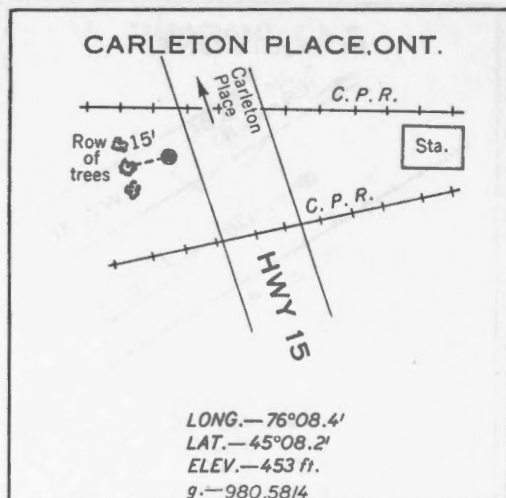 CARLETON PLACE, ONT.
Carleton
Place
C. P. R.
Row
of
trees
15'
Sta.
C. P. R.
HWY 15
LONG.—76°08.4'
LAT.—45°08.2'
ELEV.—453 ft.
g.—980.5814